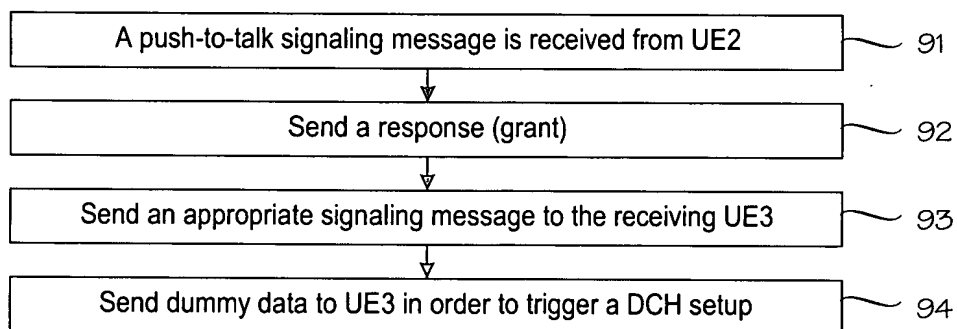 A push-to-talk signaling message is received from UE2 91
Send a response (grant) 92
Send an appropriate signaling message to the receiving UE3 93
Send dummy data to UE3 in order to trigger a DCH setup 94